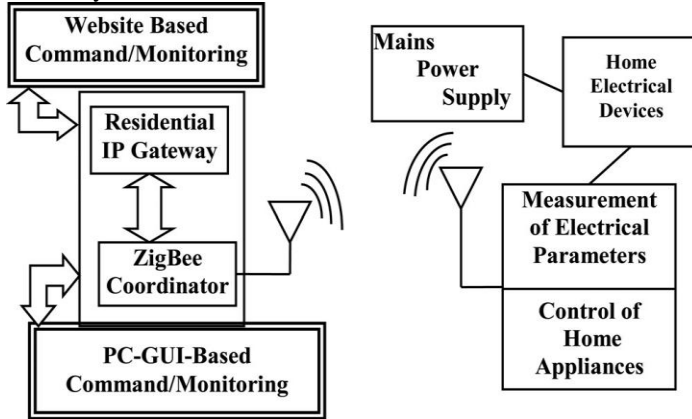 Website Based
Command/Monitoring
Residential
IP Gateway
ZigBee
Coordinator
PC-GUI-Based
Command/Monitoring
Mains
Power
Supply
Home
Electrical
Devices
Measurement
of Electrical
Parameters
Control of
Home
Appliances